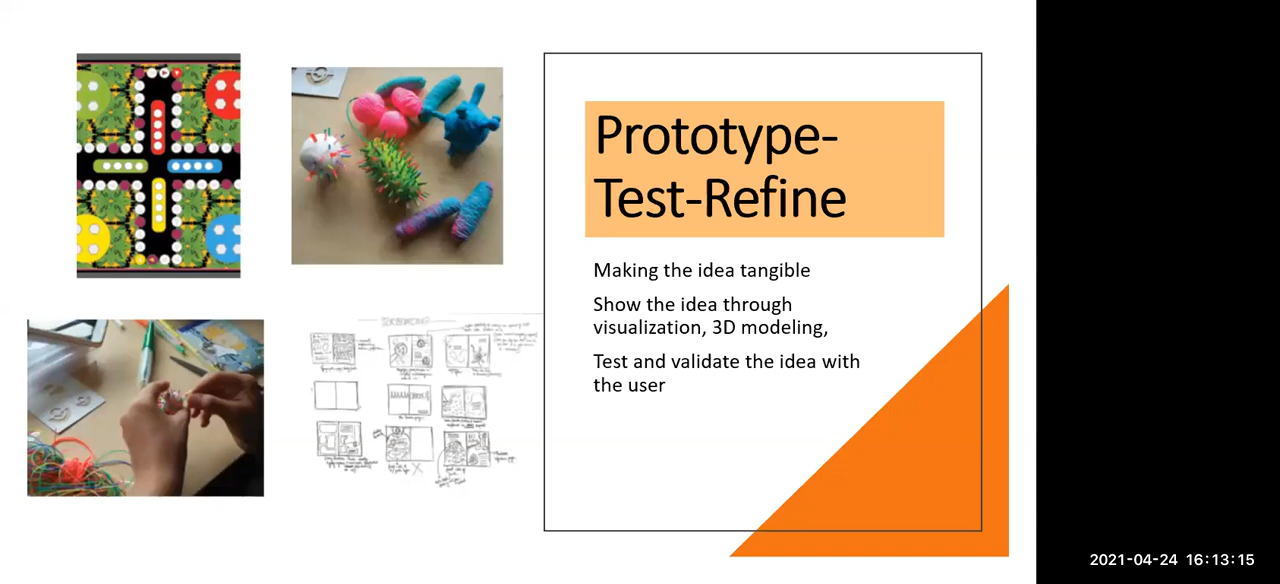 Prototype-
Test-Refine
Making the idea tangible
Show the idea through
visualization, 3D modeling,
Test and validate the idea with
the user
2021-04-24 16:13:15